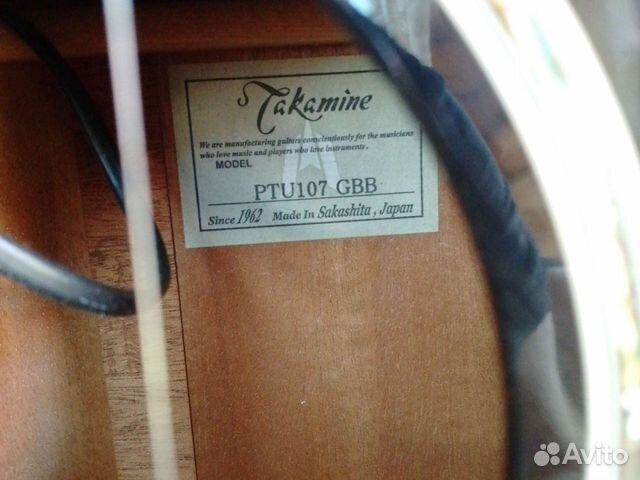 Takamine
We are manufacturing guitars conscientiously for the musicians
who love music and players who love instruments.
MODEL
PTU107 GBB
Since 1962 Made In Sakashita, Japan
Avito